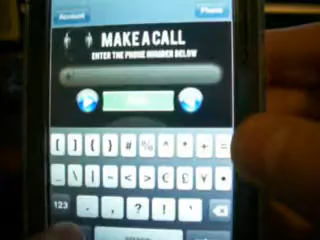 Account Phone
MAKE A CALL
ENTER THE PHONE NUMBER BELOW
[ ] { } # % ^ * + =
_ \ | ~ < > € £ ¥ •
123 . , ? ! '